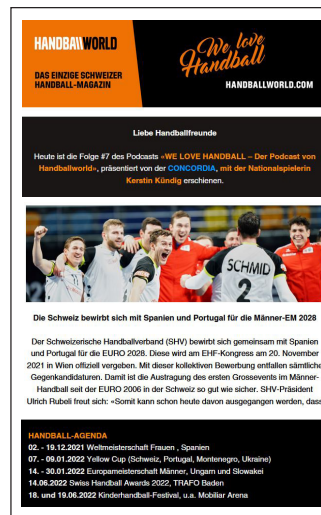 HANDBALLWORLD
We love
Handball
DAS EINZIGE SCHWEIZER
HANDBALL-MAGAZIN
HANDBALLWORLD.COM
Liebe Handballfreunde
Heute ist die Folge #7 des Podcasts «WE LOVE HANDBALL – Der Podcast von
Handballworld», präsentiert von der CONCORDIA, mit der Nationalspielerin
Kerstin Kündig erschienen.
SCHMID
2
Die Schweiz bewirbt sich mit Spanien und Portugal für die Männer-EM 2028
Der Schweizerische Handballverband (SHV) bewirbt sich gemeinsam mit Spanien
und Portugal für die EURO 2028. Diese wird am EHF-Kongress am 20. November
2021 in Wien offiziell vergeben. Mit dieser kollektiven Bewerbung entfallen sämtliche
Gegenkandidaturen. Damit ist die Austragung des ersten Grossevents im Männer-
Handball seit der EURO 2006 in der Schweiz so gut wie sicher. SHV-Präsident
Ulrich Rubeli freut sich: «Somit kann schon heute davon ausgegangen werden, dass
HANDBALL-AGENDA
02. - 19.12.2021 Weltmeisterschaft Frauen , Spanien
07. - 09.01.2022 Yellow Cup (Schweiz, Portugal, Montenegro, Ukraine)
14. - 30.01.2022 Europameisterschaft Männer, Ungarn und Slowakei
14.06.2022 Swiss Handball Awards 2022, TRAFO Baden
18. und 19.06.2022 Kinderhandball-Festival, u.a. Mobiliar Arena